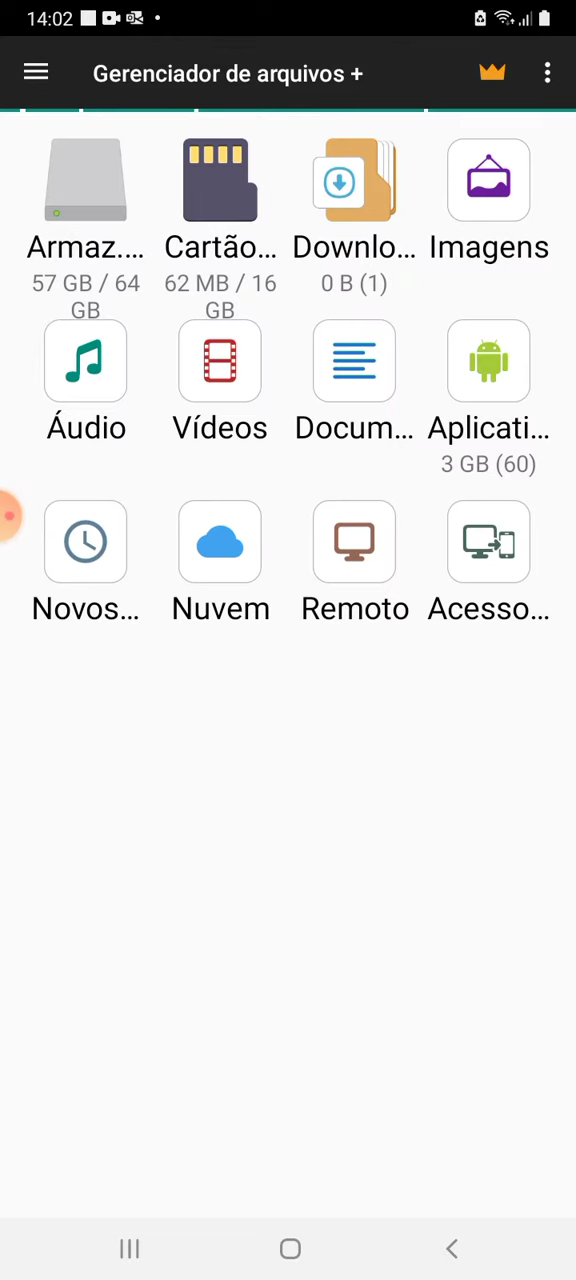 14:02
Gerenciador de arquivos +
Armaz.... Cartão... Downlo... Imagens
57 GB / 64 GB 62 MB / 16 GB 0 B (1)
Áudio Vídeos Docum... Aplicati...
3 GB (60)
Novos... Nuvem Remoto Acesso...